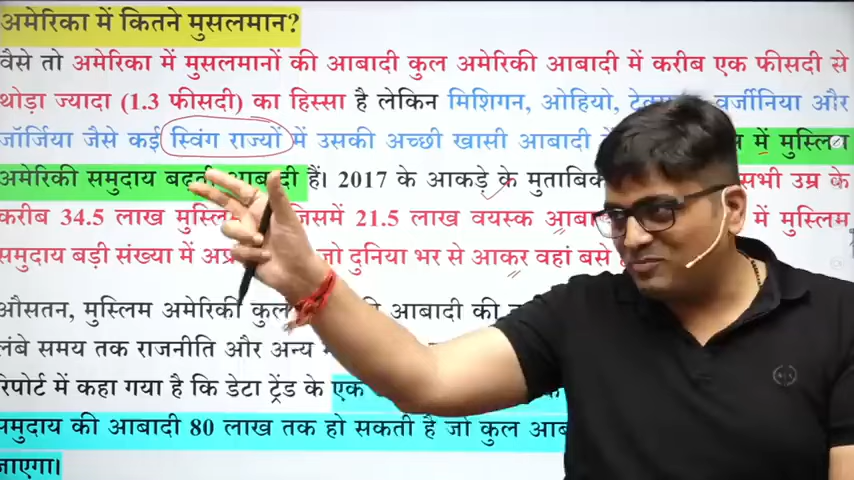 अमेरिका में कितने मुसलमान?
वैसे तो अमेरिका में मुसलमानों की आबादी कुल अमेरिकी आबादी में करीब एक फीसदी से
थोड़ा ज्यादा (1.3 फीसदी) का हिस्सा है लेकिन मिशिगन, ओहियो, वर्जीनिया और
जॉर्जिया जैसे कई स्विंग राज्यों में उसकी अच्छी खासी आबादी में मुस्लिम
अमेरिकी समुदाय आबादी हैं। 2017 के आकड़े के मुताबिक सभी उम्र के
करीब 34.5 लाख जिसमें 21.5 लाख वयस्क में मुस्लिम
समुदाय बड़ी संख्या में जो दुनिया भर से आकर वहां बसे
औसतन, मुस्लिम अमेरिकी कुल आबादी की
लंबे समय तक राजनीति और अन्य
रिपोर्ट में कहा गया है कि डेटा ट्रेंड के एक
समुदाय की आबादी 80 लाख तक हो सकती है जो कुल
जाएगा।